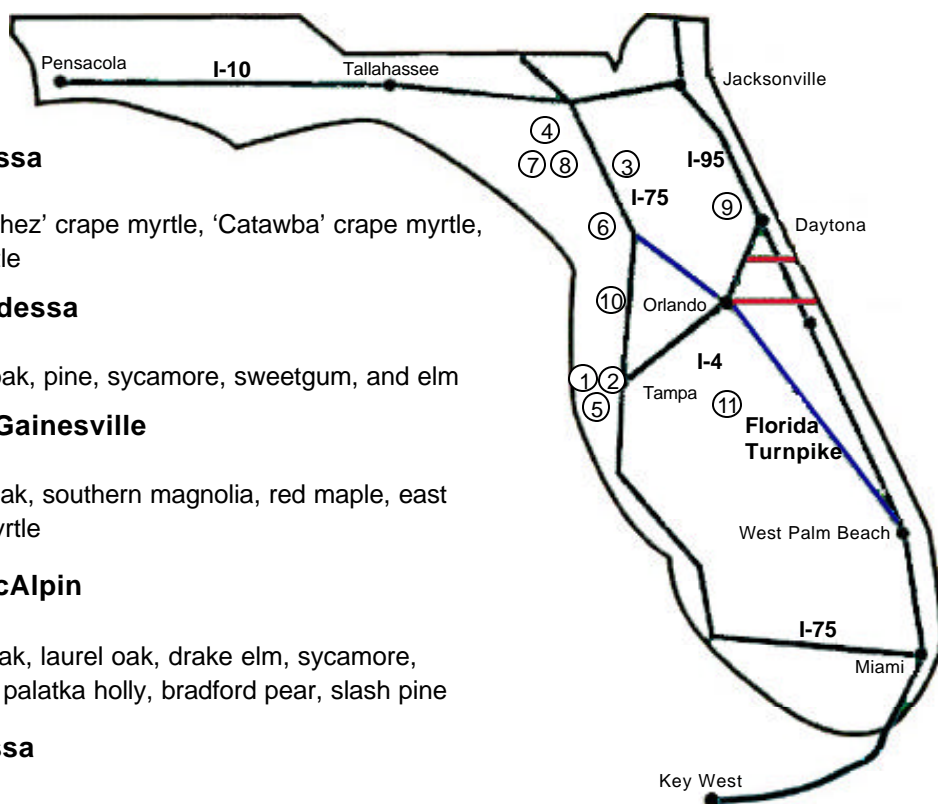 ssa
hez’ crape myrtle, ‘Catawba’ crape myrtle,
tle
dessa
oak, pine, sycamore, sweetgum, and elm
Gainesville
ak, southern magnolia, red maple, east
yrtle
cAlpin
ak, laurel oak, drake elm, sycamore,
palatka holly, bradford pear, slash pine
ssa
Pensacola
I-10
Tallahassee
Jacksonville
4
7
8
3
I-95
I-75
9
6
Daytona
10
Orlando
I-4
1
2
Tampa
5
11
Florida
Turnpike
West Palm Beach
I-75
Miami
Key West